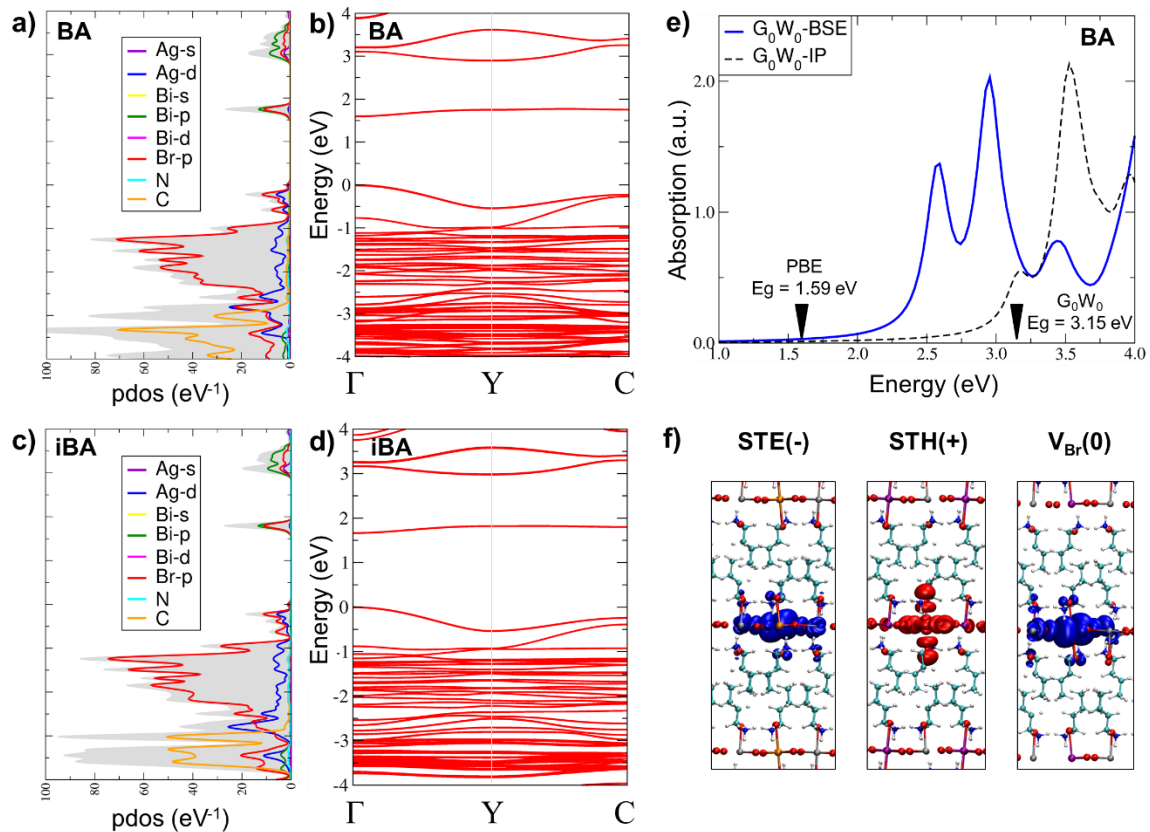 a) BA
Ag-s
Ag-d
Bi-s
Bi-p
Bi-d
Br-p
N
C
100 80 60 40 20 0
pdos (eV⁻¹)
b) BA
4
3
2
1
0
-1
-2
-3
-4
Energy (eV)
Γ Y C
e) BA
G₀W₀-BSE
G₀W₀-IP
2.0
1.0
0.0
Absorption (a.u.)
PBE
Eg = 1.59 eV
G₀W₀
Eg = 3.15 eV
1.0 1.5 2.0 2.5 3.0 3.5 4.0
Energy (eV)
c) iBA
Ag-s
Ag-d
Bi-s
Bi-p
Bi-d
Br-p
N
C
100 80 60 40 20 0
pdos (eV⁻¹)
d) iBA
4
3
2
1
0
-1
-2
-3
-4
Energy (eV)
Γ Y C
f) STE(-) STH(+) V_Br(0)